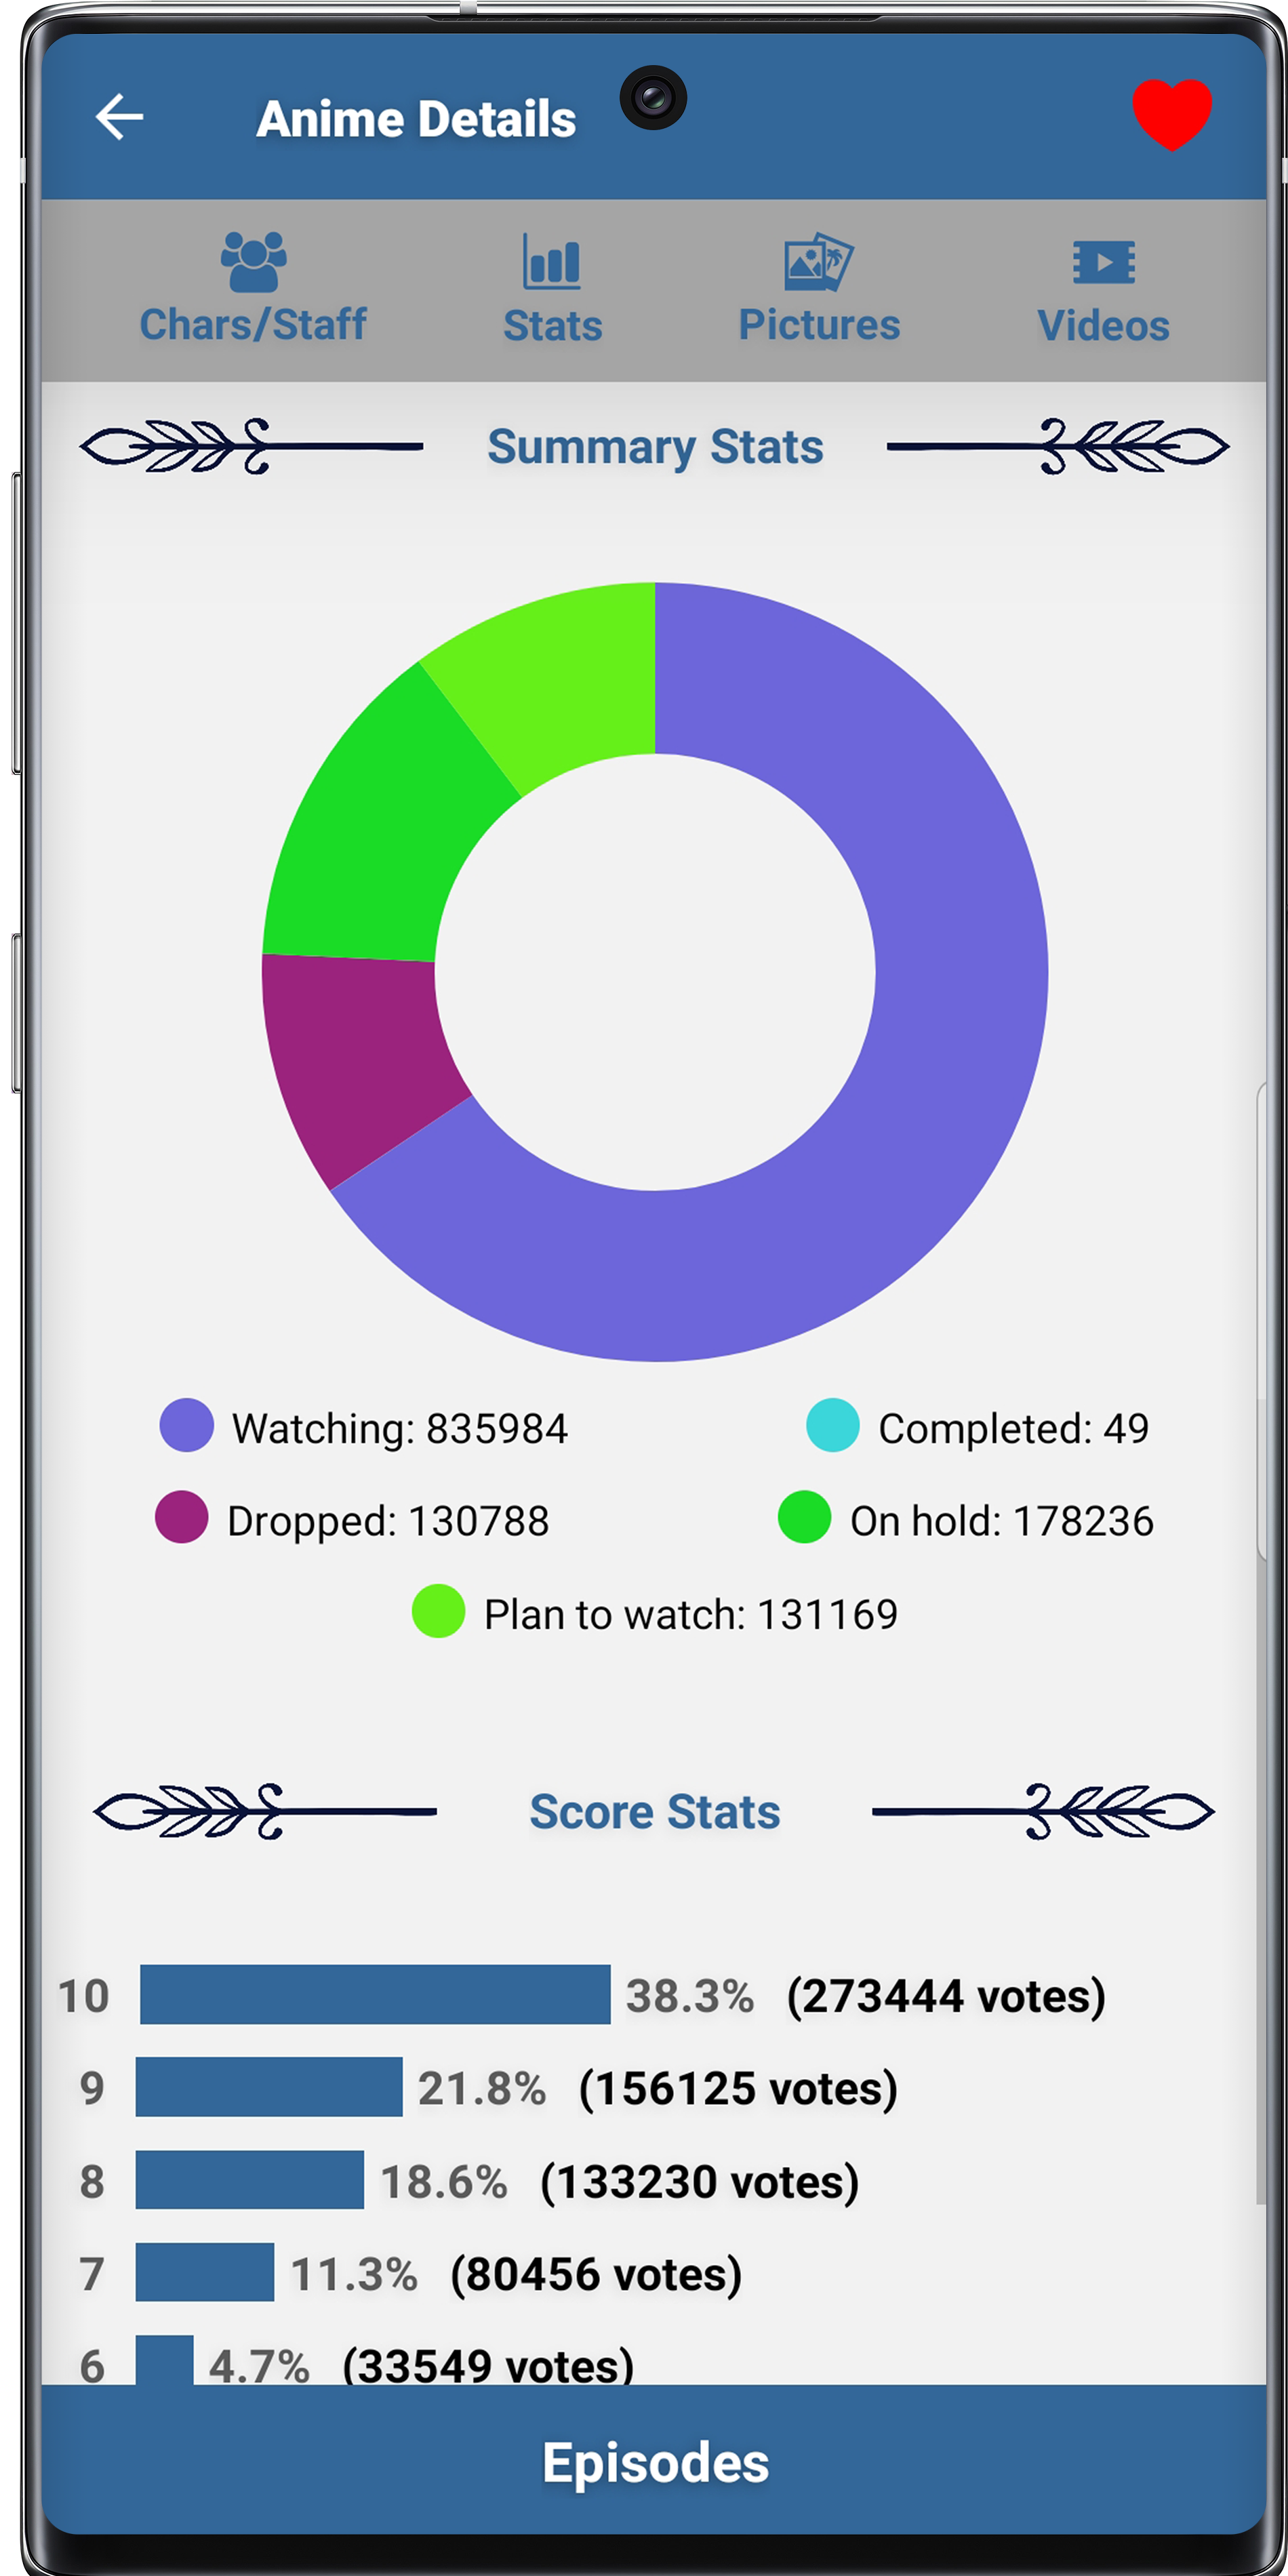 Anime Details
Chars/Staff Stats Pictures Videos
Summary Stats
Watching: 835984 Completed: 49
Dropped: 130788 On hold: 178236
Plan to watch: 131169
Score Stats
10 38.3% (273444 votes)
9 21.8% (156125 votes)
8 18.6% (133230 votes)
7 11.3% (80456 votes)
6 4.7% (33549 votes)
Episodes